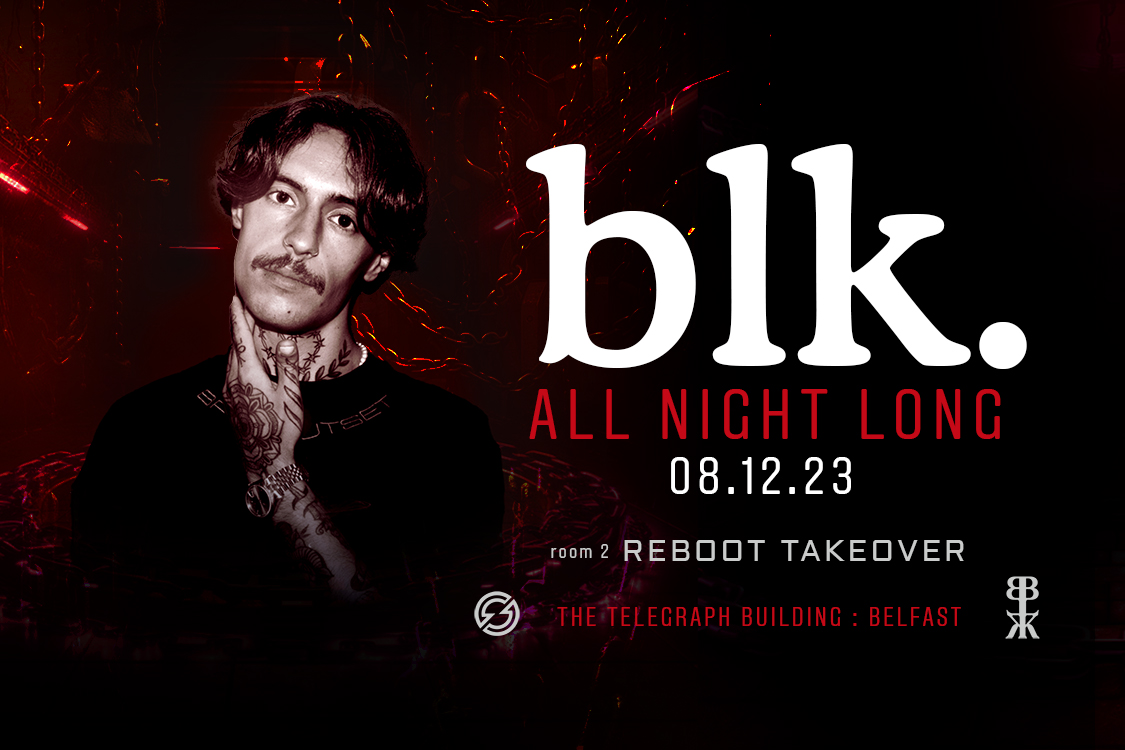 blk.
ALL NIGHT LONG
08.12.23
room 2 REBOOT TAKEOVER
THE TELEGRAPH BUILDING : BELFAST